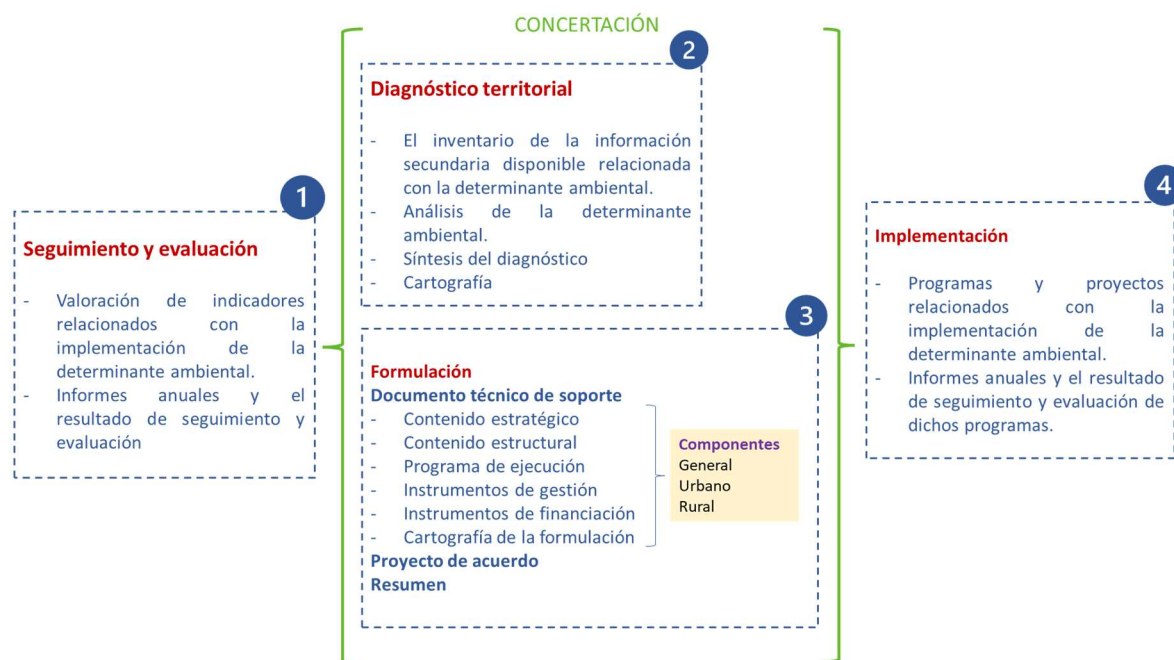 CONCERTACIÓN
1
Seguimiento y evaluación
- Valoración de indicadores
relacionados con la
implementación de la
determinante ambiental.
- Informes anuales y el
resultado de seguimiento y
evaluación
2
Diagnóstico territorial
- El inventario de la información
secundaria disponible relacionada
con la determinante ambiental.
- Análisis de la determinante
ambiental.
- Síntesis del diagnóstico
- Cartografía
3
Formulación
Documento técnico de soporte
- Contenido estratégico
- Contenido estructural
- Programa de ejecución
- Instrumentos de gestión
- Instrumentos de financiación
- Cartografía de la formulación
Proyecto de acuerdo
Resumen
Componentes
General
Urbano
Rural
4
Implementación
- Programas y proyectos
relacionados con la
implementación de la
determinante ambiental.
- Informes anuales y el resultado
de seguimiento y evaluación de
dichos programas.